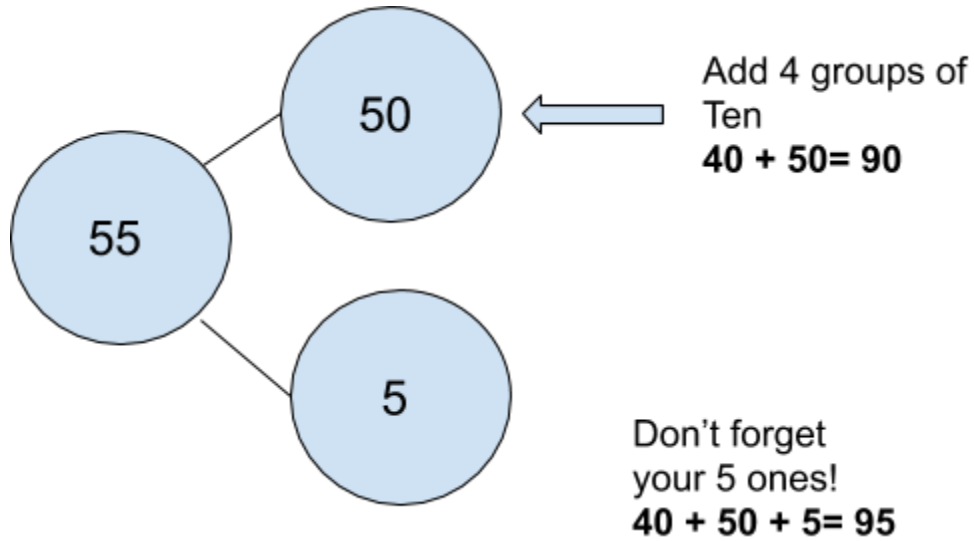 50
Add 4 groups of
Ten
40 + 50= 90
55
5
Don't forget
your 5 ones!
40 + 50 + 5= 95